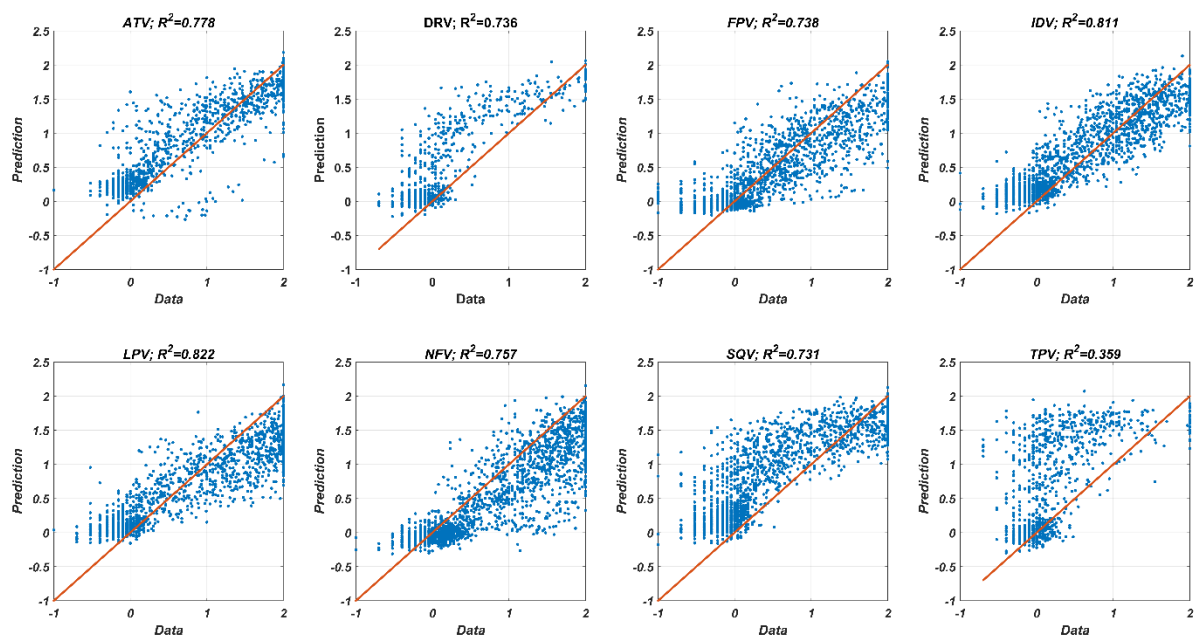 ATV; R²=0.778
DRV; R²=0.736
FPV; R²=0.738
IDV; R²=0.811
2.5
2
1.5
1
0.5
0
-0.5
-1
Prediction
-1 0 1 2
Data
2.5
2
1.5
1
0.5
0
-0.5
-1
Prediction
-1 0 1 2
Data
2.5
2
1.5
1
0.5
0
-0.5
-1
Prediction
-1 0 1 2
Data
2.5
2
1.5
1
0.5
0
-0.5
-1
Prediction
-1 0 1 2
Data
LPV; R²=0.822
NFV; R²=0.757
SQV; R²=0.731
TPV; R²=0.359
2.5
2
1.5
1
0.5
0
-0.5
-1
Prediction
-1 0 1 2
Data
2.5
2
1.5
1
0.5
0
-0.5
-1
Prediction
-1 0 1 2
Data
2.5
2
1.5
1
0.5
0
-0.5
-1
Prediction
-1 0 1 2
Data
2.5
2
1.5
1
0.5
0
-0.5
-1
Prediction
-1 0 1 2
Data